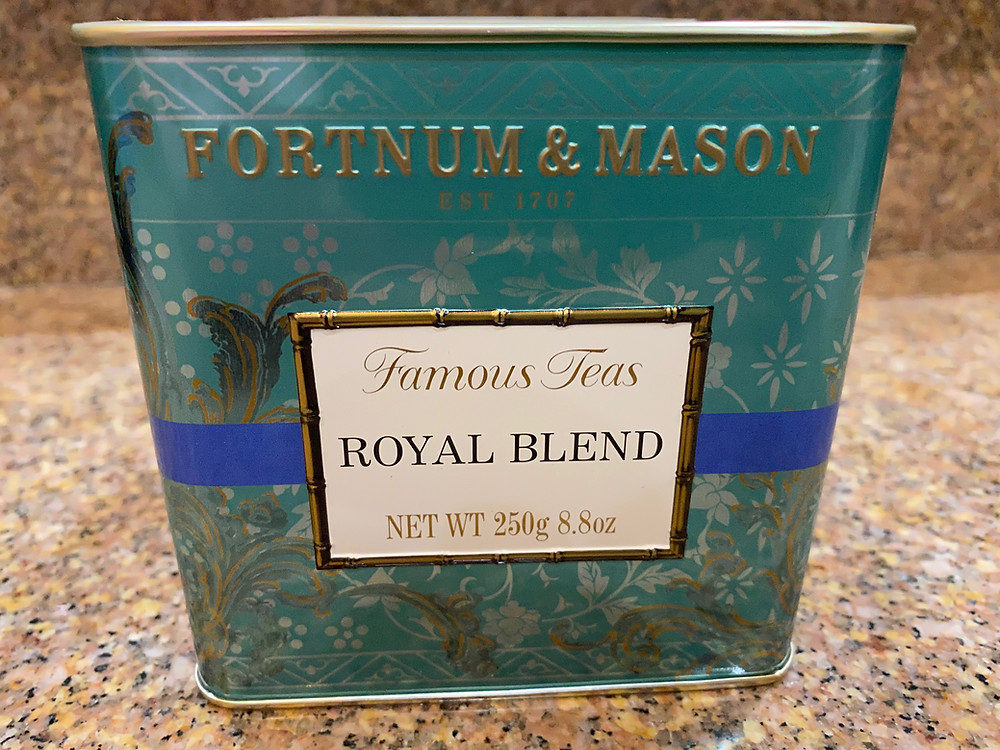 FORTNUM & MASON
EST 1707
Famous Teas
ROYAL BLEND
NET WT 250g 8.8oz